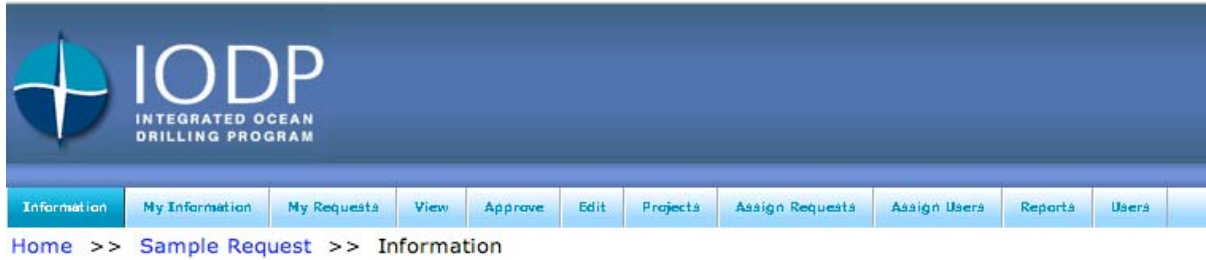 IODP
INTEGRATED OCEAN
DRILLING PROGRAM
Information My Information My Requests View Approve Edit Projects Assign Requests Assign Users Reports Users
Home >> Sample Request >> Information